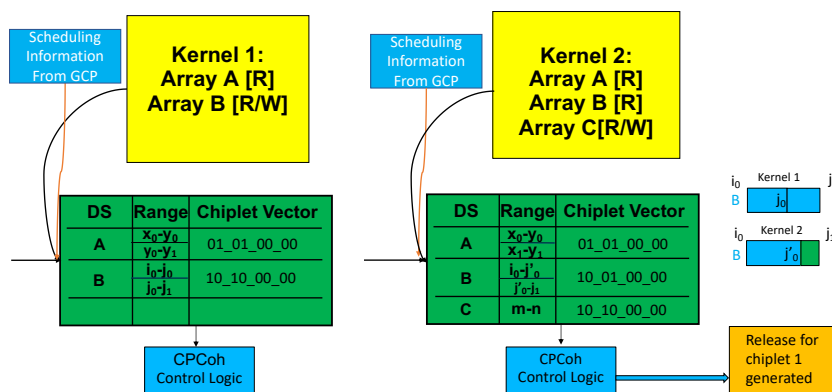 Scheduling
Information
From GCP
Kernel 1:
Array A [R]
Array B [R/W]
DS Range Chiplet Vector
A x₀-y₀ 01_01_00_00
y₀-y₁
B i₀-j₀ 10_10_00_00
j₀-j₁
CPCoh
Control Logic
Scheduling
Information
From GCP
Kernel 2:
Array A [R]
Array B [R]
Array C[R/W]
DS Range Chiplet Vector
A x₀-y₀ 01_01_00_00
x₁-y₁
B i₀-j'₀ 10_01_00_00
j'₀-j₁
C m-n 10_10_00_00
CPCoh
Control Logic
Release for
chiplet 1
generated
i₀ Kernel 1 j
B j₀
i₀ Kernel 2 j₁
B j'₀